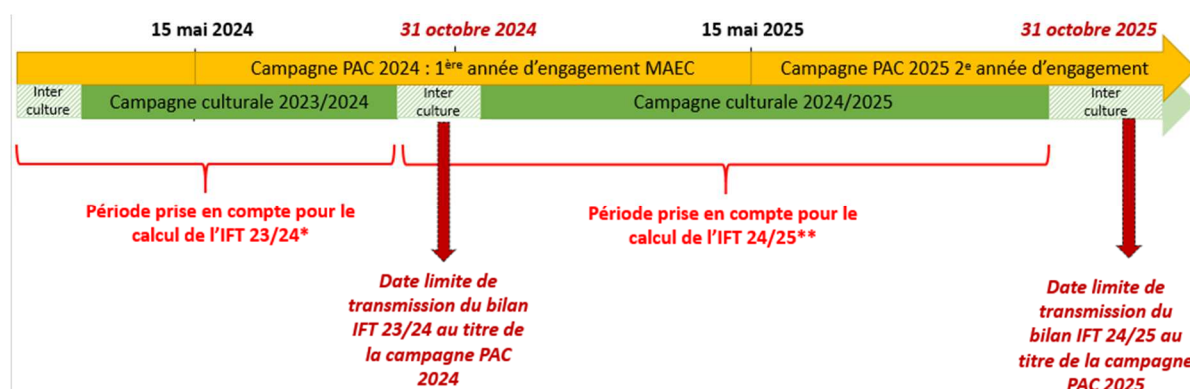 15 mai 2024
31 octobre 2024
15 mai 2025
31 octobre 2025
Campagne PAC 2024 : 1ère année d'engagement MAEC
Campagne PAC 2025 2e année d'engagement
Inter
culture
Campagne culturale 2023/2024
Inter
culture
Campagne culturale 2024/2025
Inter
culture
Période prise en compte pour le
calcul de l'IFT 23/24*
Période prise en compte pour le
calcul de l'IFT 24/25**
Date limite de
transmission du bilan
IFT 23/24 au titre de
la campagne PAC
2024
Date limite de
transmission du
bilan IFT 24/25 au
titre de la campagne
PAC 2025